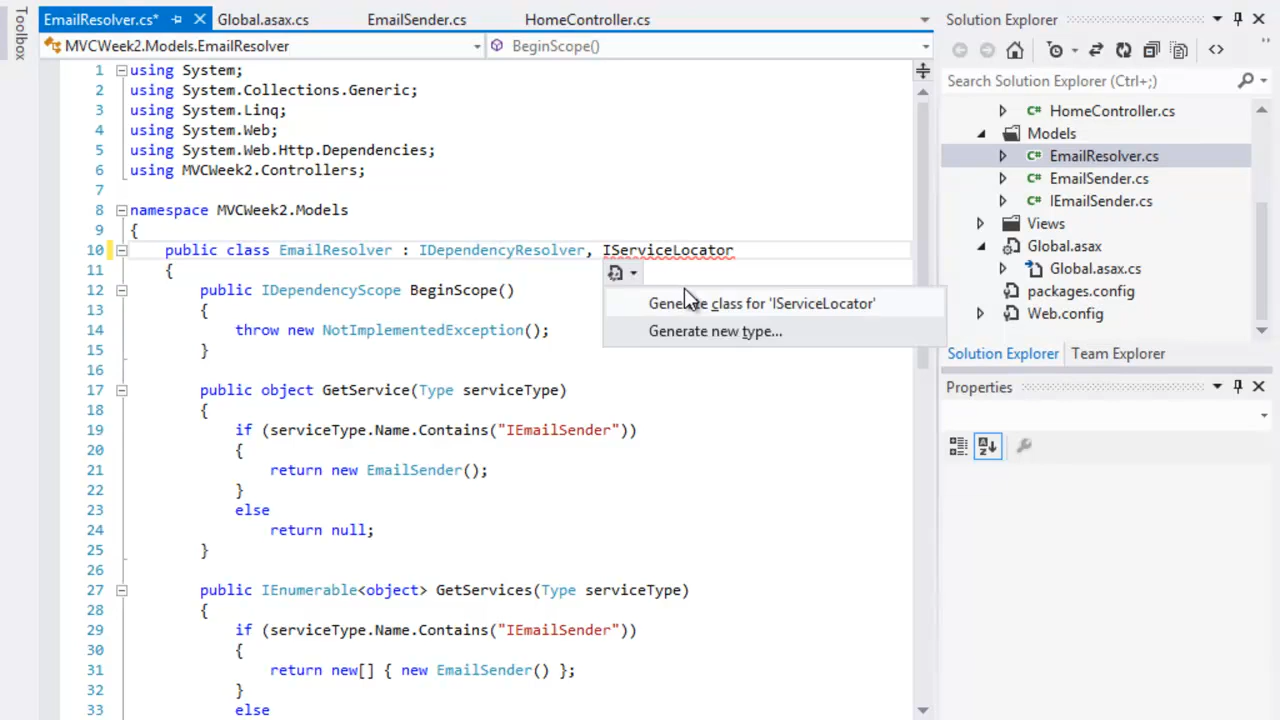 Toolbox
EmailResolver.cs*
Global.asax.cs
EmailSender.cs
HomeController.cs
MVCWeek2.Models.EmailResolver
BeginScope()
1 using System;
2 using System.Collections.Generic;
3 using System.Linq;
4 using System.Web;
5 using System.Web.Http.Dependencies;
6 using MVCWeek2.Controllers;
7
8 namespace MVCWeek2.Models
9 {
10 public class EmailResolver : IDependencyResolver, IServiceLocator
11 {
12 public IDependencyScope BeginScope()
13 {
14 throw new NotImplementedException();
15 }
16
17 public object GetService(Type serviceType)
18 {
19 if (serviceType.Name.Contains("IEmailSender"))
20 {
21 return new EmailSender();
22 }
23 else
24 return null;
25 }
26
27 public IEnumerable<object> GetServices(Type serviceType)
28 {
29 if (serviceType.Name.Contains("IEmailSender"))
30 {
31 return new[] { new EmailSender() };
32 }
33 else
Generate class for 'IServiceLocator'
Generate new type...
Solution Explorer
Search Solution Explorer (Ctrl+;)
C# HomeController.cs
Models
C# EmailResolver.cs
C# EmailSender.cs
C# IEmailSender.cs
Views
Global.asax
C# Global.asax.cs
packages.config
Web.config
Solution Explorer
Team Explorer
Properties